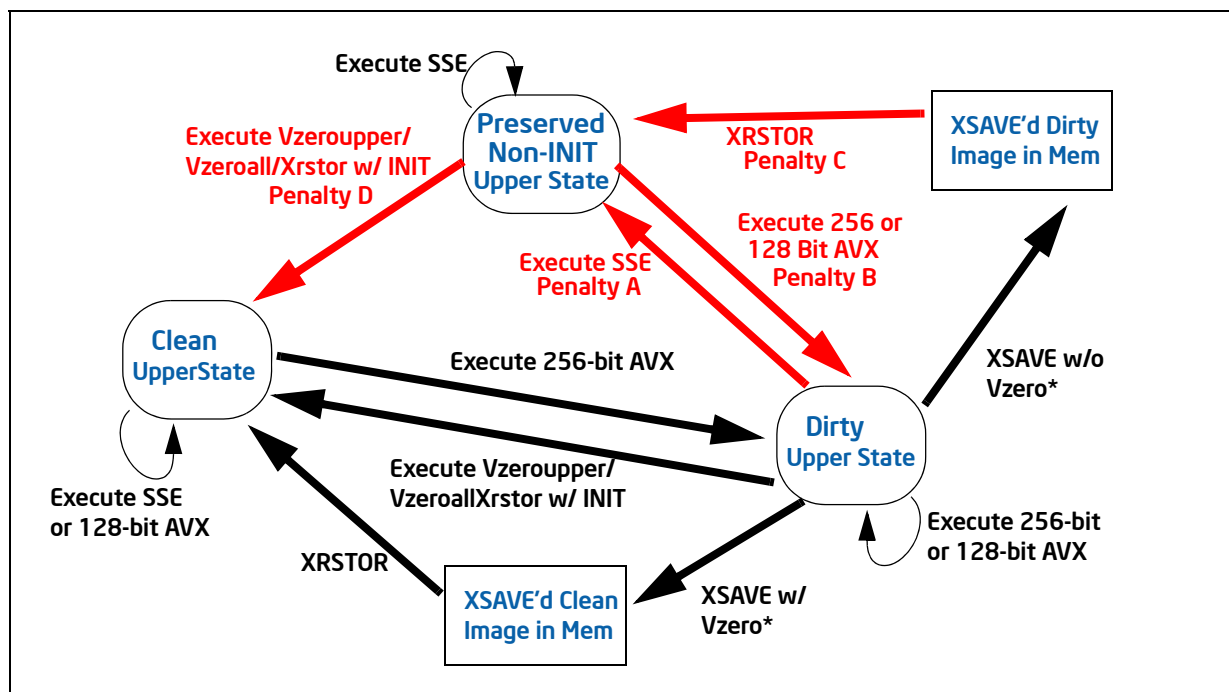 Execute SSE
Preserved
Non-INIT
Upper State
XSAVE'd Dirty
Image in Mem
XRSTOR
Penalty C
Execute Vzeroupper/
Vzeroall/Xrstor w/ INIT
Penalty D
Execute 256 or
128 Bit AVX
Penalty B
Execute SSE
Penalty A
Clean
UpperState
Execute 256-bit AVX
XSAVE w/o
Vzero*
Dirty
Upper State
Execute Vzeroupper/
VzeroallXrstor w/ INIT
Execute SSE
or 128-bit AVX
Execute 256-bit
or 128-bit AVX
XRSTOR
XSAVE'd Clean
Image in Mem
XSAVE w/
Vzero*